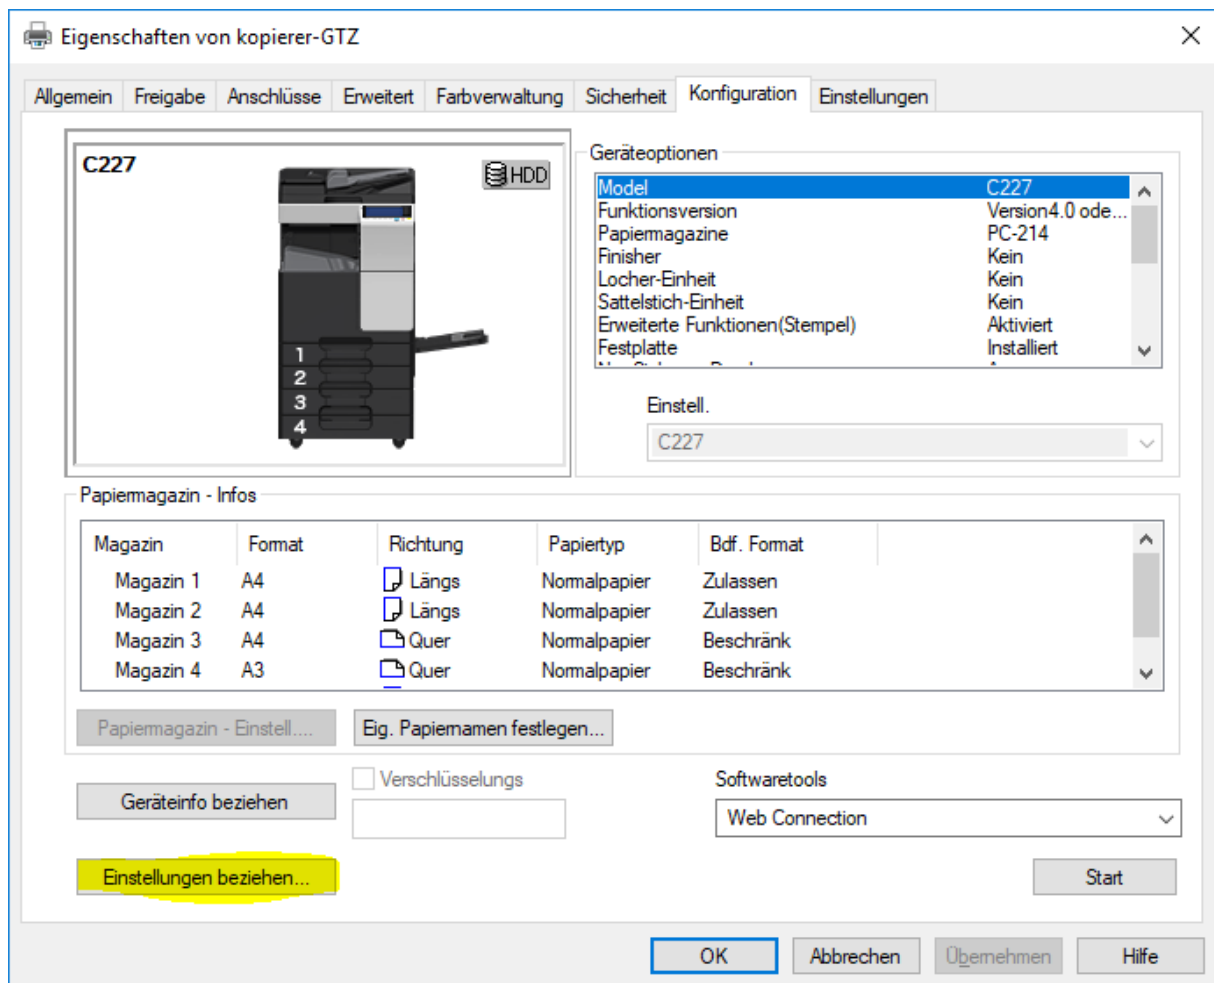 Eigenschaften von kopierer-GTZ
Allgemein Freigabe Anschlüsse Erweitert Farbverwaltung Sicherheit Konfiguration Einstellungen
C227
HDD
Geräteoptionen
Model C227
Funktionsversion Version4.0 ode...
Papiermagazine PC-214
Finisher Kein
Locher-Einheit Kein
Sattelstich-Einheit Kein
Erweiterte Funktionen(Stempel) Aktiviert
Festplatte Installiert
1
2
3
4
Einstell.
C227
Papiermagazin - Infos
Magazin Format Richtung Papiertyp Bdf. Format
Magazin 1 A4 Längs Normalpapier Zulassen
Magazin 2 A4 Längs Normalpapier Zulassen
Magazin 3 A4 Quer Normalpapier Beschränk
Magazin 4 A3 Quer Normalpapier Beschränk
Papiermagazin - Einstell.... Eig. Papiernamen festlegen...
Geräteinfo beziehen
Verschlüsselungs
Softwaretools
Web Connection
Einstellungen beziehen...
Start
OK Abbrechen Übernehmen Hilfe